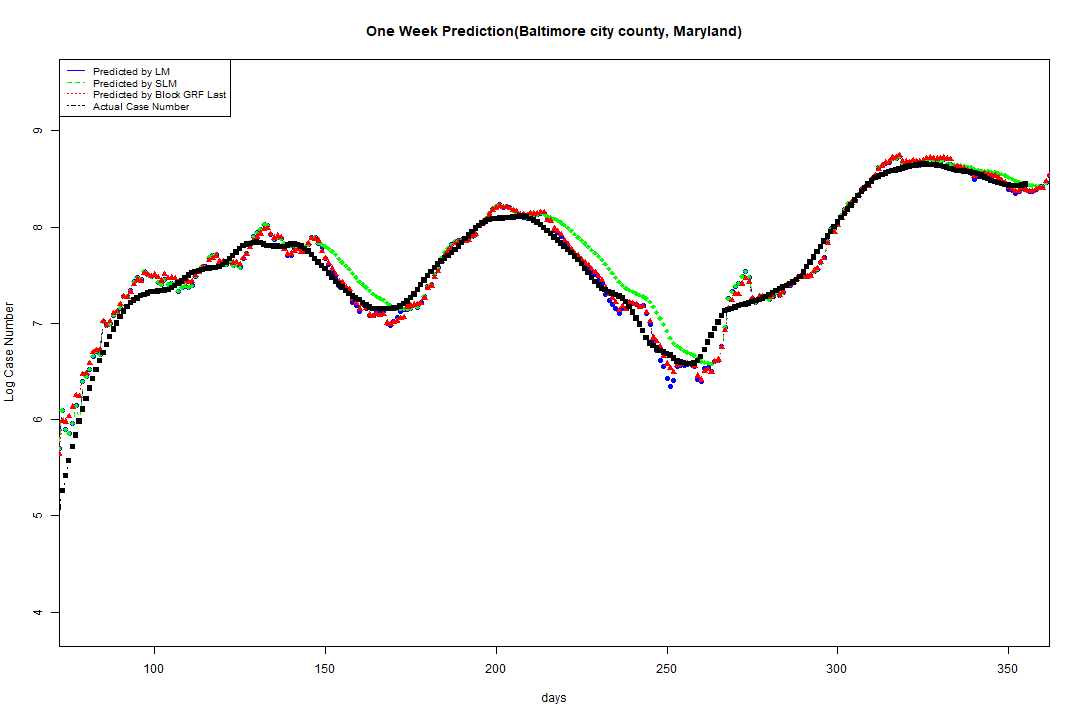 One Week Prediction(Baltimore city county, Maryland)
Predicted by LM
Predicted by SLM
Predicted by Block GRF Last
Actual Case Number
9
8
7
6
5
4
Log Case Number
100 150 200 250 300 350
days